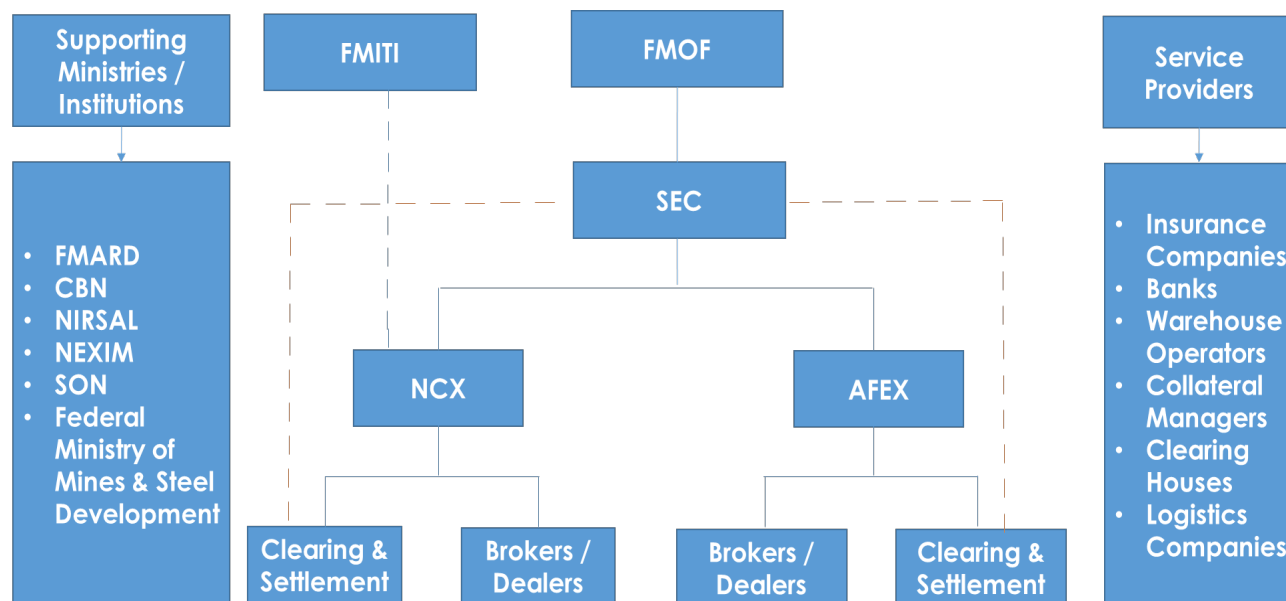 Supporting
Ministries /
Institutions
FMITI
FMOF
Service
Providers
SEC
• FMARD
• CBN
• NIRSAL
• NEXIM
• SON
• Federal
Ministry of
Mines & Steel
Development
NCX
AFEX
Clearing &
Settlement
Brokers /
Dealers
Brokers /
Dealers
Clearing &
Settlement
• Insurance
Companies
• Banks
• Warehouse
Operators
• Collateral
Managers
• Clearing
Houses
• Logistics
Companies